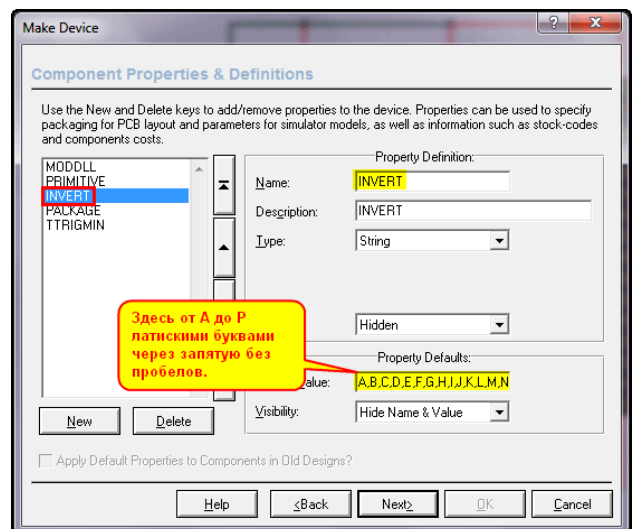 Make Device
Component Properties & Definitions
Use the New and Delete keys to add/remove properties to the device. Properties can be used to specify
packaging for PCB layout and parameters for simulator models, as well as information such as stock-codes
and components costs.
MODDLL
PRIMITIVE
INVERT
PACKAGE
TTRIGMIN
New
Delete
Property Definition:
Name:
INVERT
Description:
INVERT
Type:
String
Hidden
Здесь от А до Р
латискими буквами
через запятую без
пробелов.
Property Defaults:
alue:
A,B,C,D,E,F,G,H,I,J,K,L,M,N
Visibility:
Hide Name & Value
Apply Default Properties to Components in Old Designs?
Help
<Back
Next>
OK
Cancel